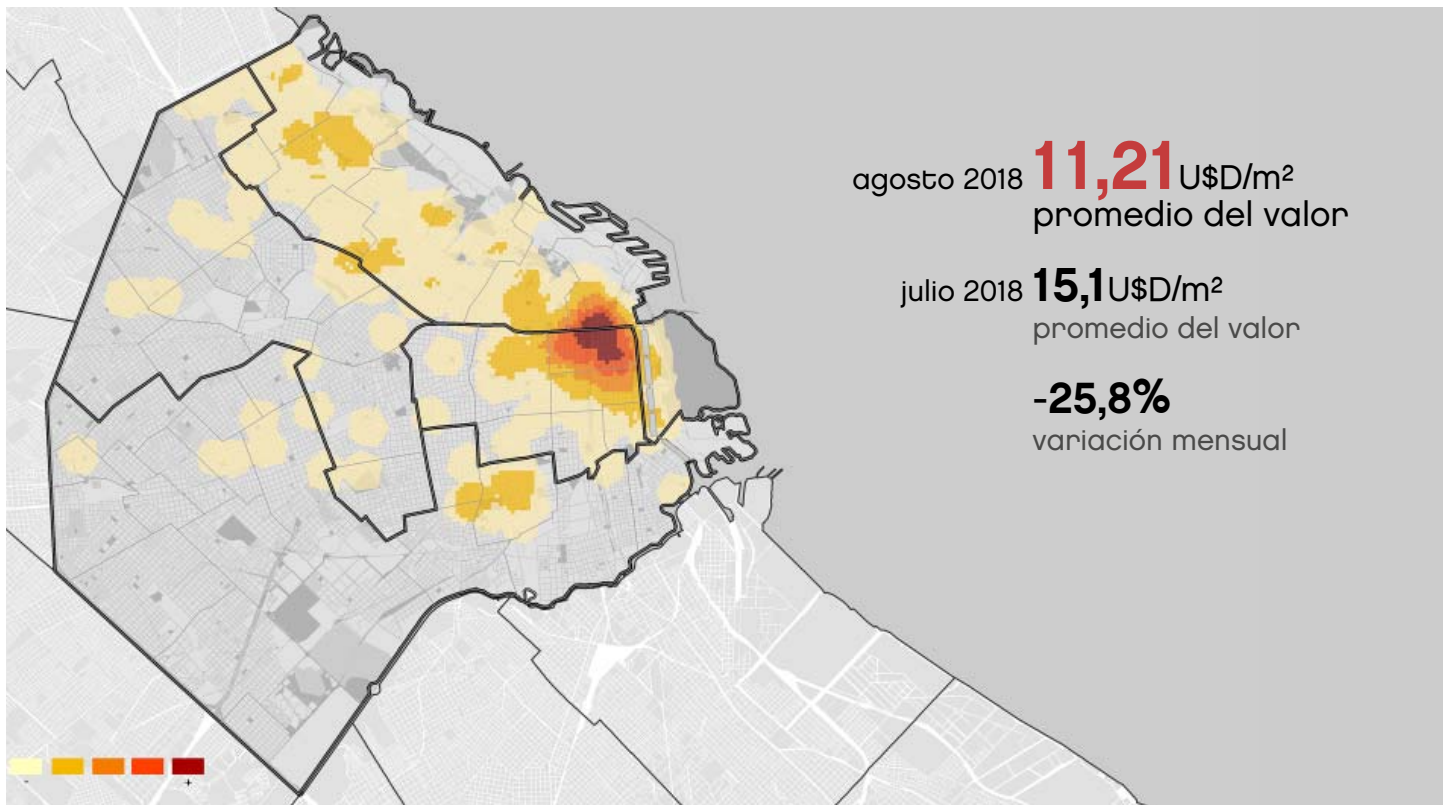 agosto 2018 11,21 U$D/m²
promedio del valor
julio 2018 15,1 U$D/m²
promedio del valor
-25,8%
variación mensual
- +